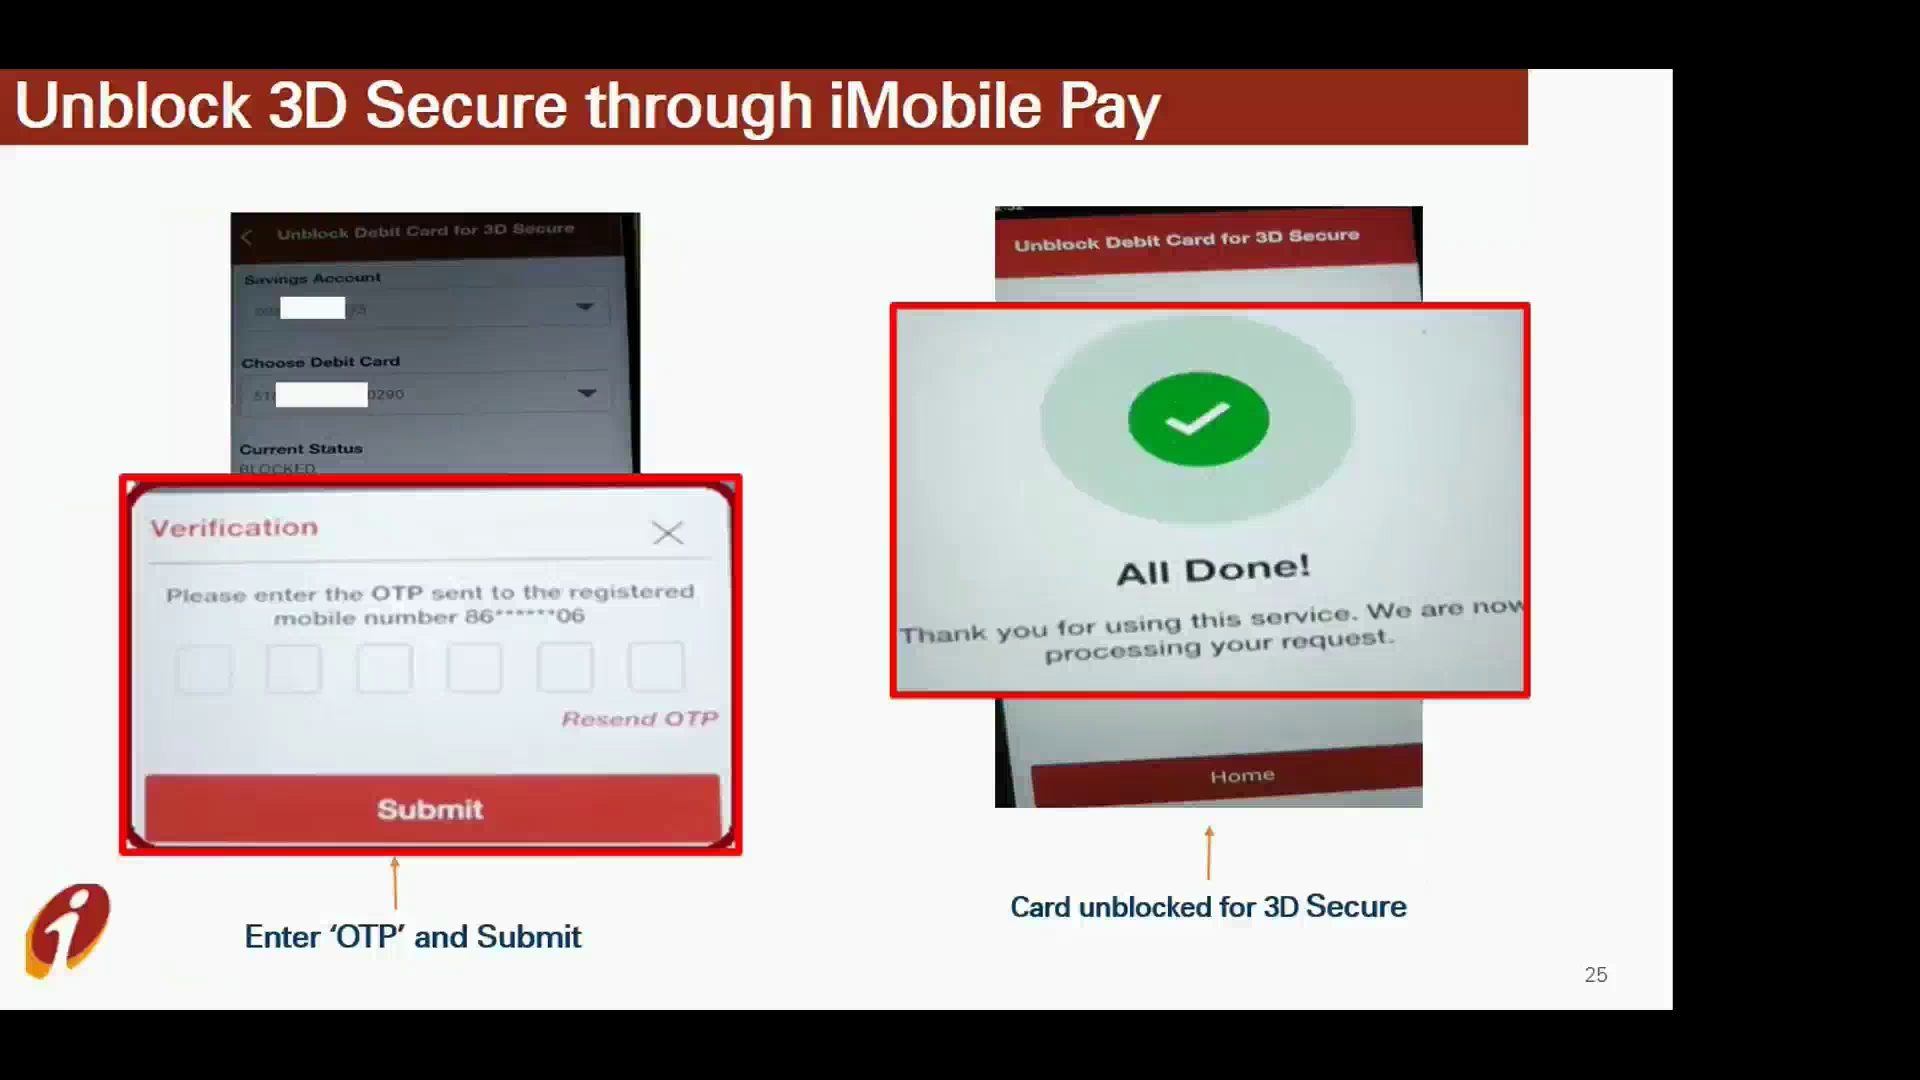 Unblock 3D Secure through iMobile Pay
Unblock Debit Card for 3D Secure
Savings Account
Choose Debit Card
0290
Current Status
BLOCKED
Verification
Please enter the OTP sent to the registered
mobile number 86******06
Resend OTP
Submit
Enter ‘OTP’ and Submit
Unblock Debit Card for 3D Secure
All Done!
Thank you for using this service. We are now
processing your request.
Home
Card unblocked for 3D Secure
25